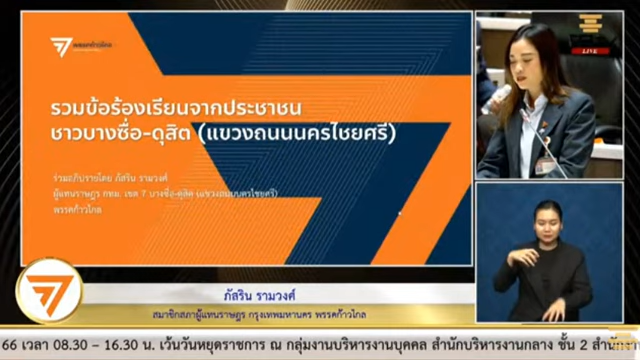 พรรคก้าวไกล
รวมข้อร้องเรียนจากประชาชน
ชาวบางซื่อ-ดุสิต (แขวงถนนนครไชยศรี)
ร่วมอภิปรายโดย ภัสริน รามวงศ์
ผู้แทนราษฎร กทม. เขต 7 บางซื่อ-ดุสิต (แขวงถนนนครไชยศรี)
พรรคก้าวไกล
LIVE
ภัสริน รามวงศ์
สมาชิกสภาผู้แทนราษฎร กรุงเทพมหานคร พรรคก้าวไกล
66 เวลา 08.30 – 16.30 น. เว้นวันหยุดราชการ ณ กลุ่มงานบริหารงานบุคคล สำนักบริหารงานกลาง ชั้น 2